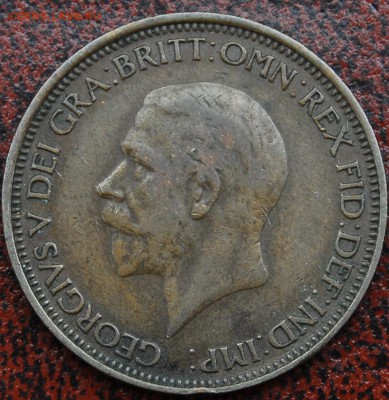 GEORGIVS V DEI GRA: BRITT: OMN: REX FID: DEF: IND: IMP: